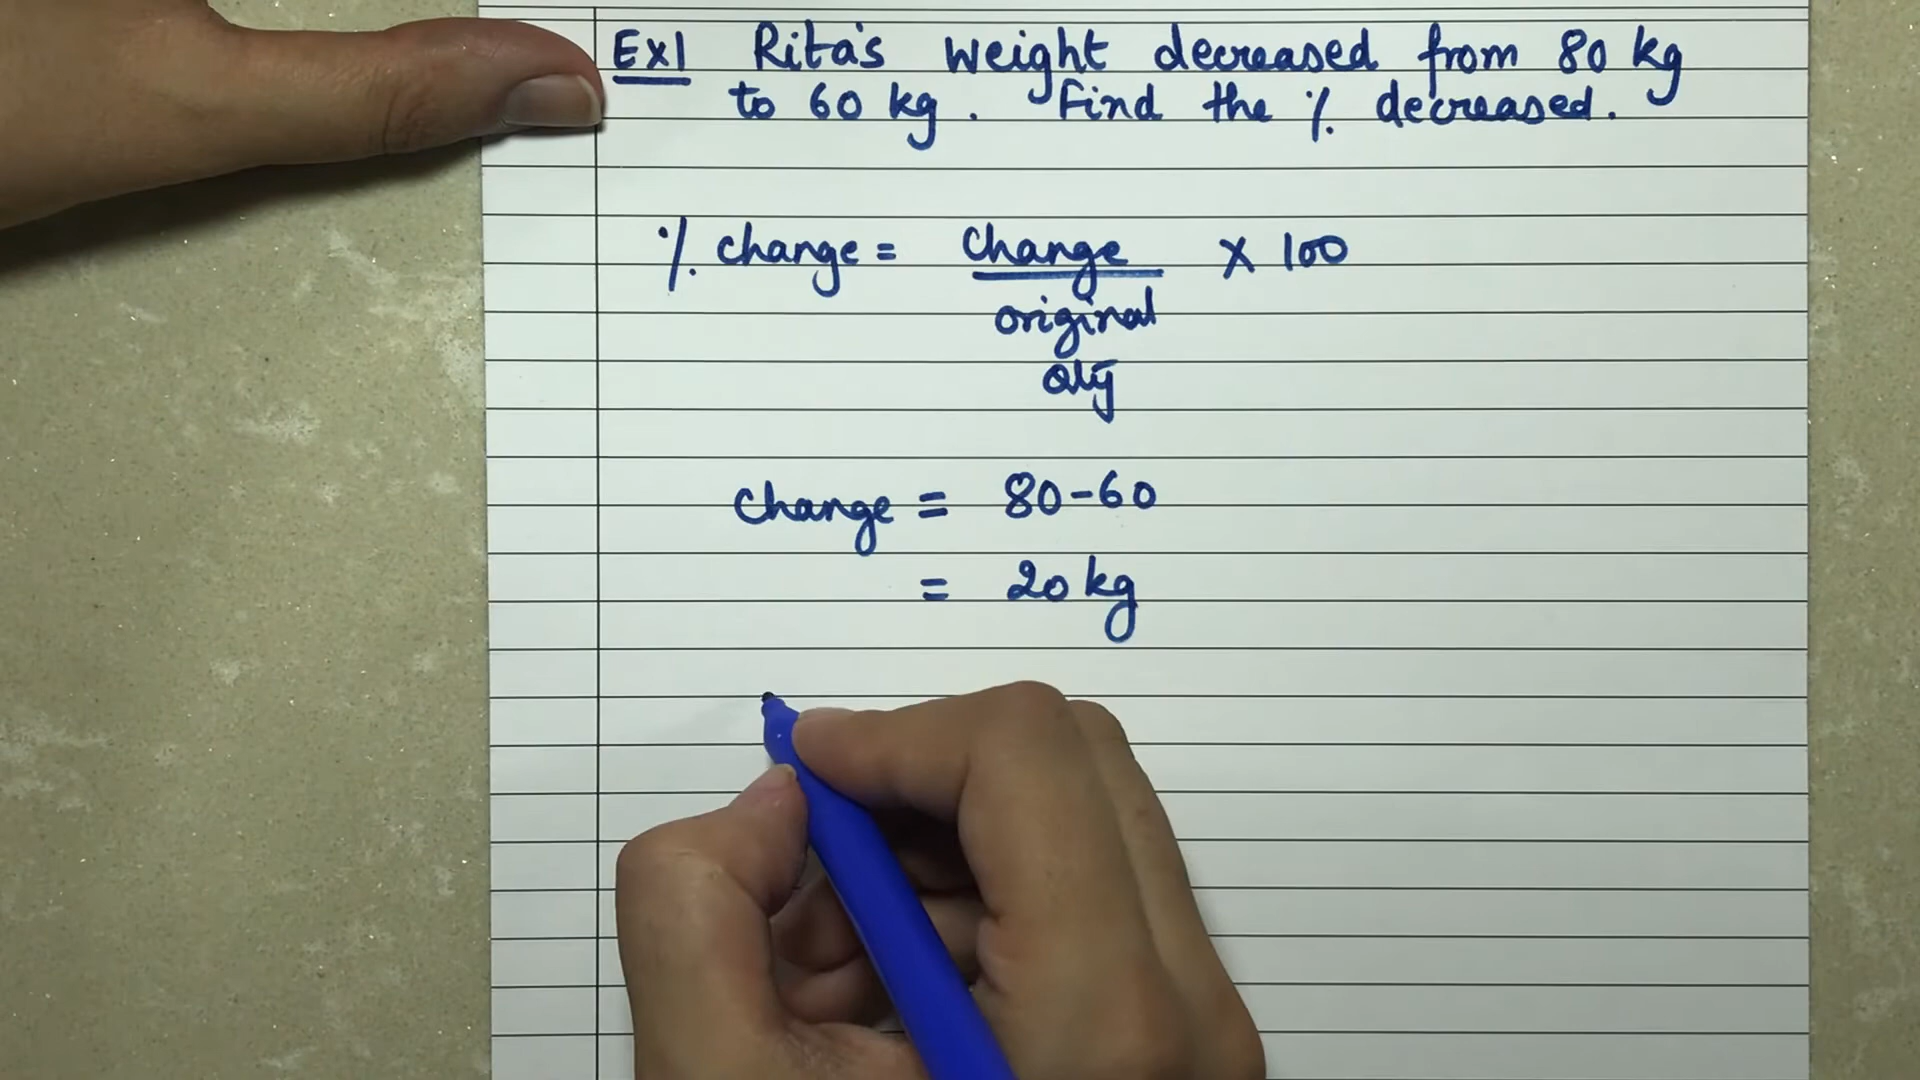 Ex1 Rita's weight decreased from 80 kg
to 60 kg. Find the % decreased.
% change = Change × 100
original
Qty
Change = 80-60
= 20 kg